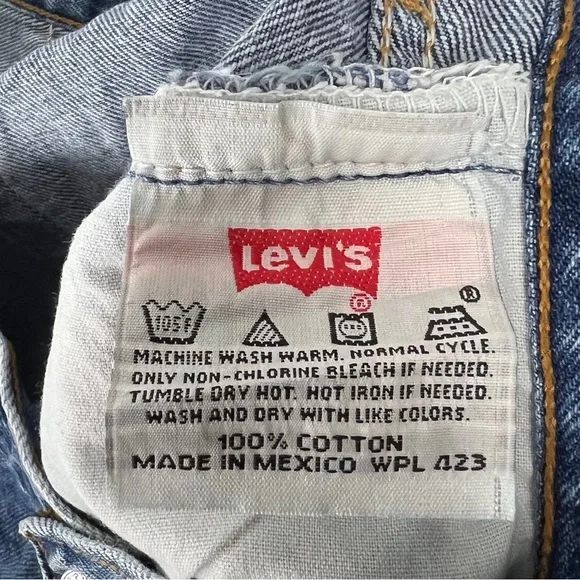 Levi's
®
105F
®
MACHINE WASH WARM. NORMAL CYCLE.
ONLY NON-CHLORINE BLEACH IF NEEDED.
TUMBLE DRY HOT. HOT IRON IF NEEDED.
WASH AND DRY WITH LIKE COLORS.
100% COTTON
MADE IN MEXICO WPL 423